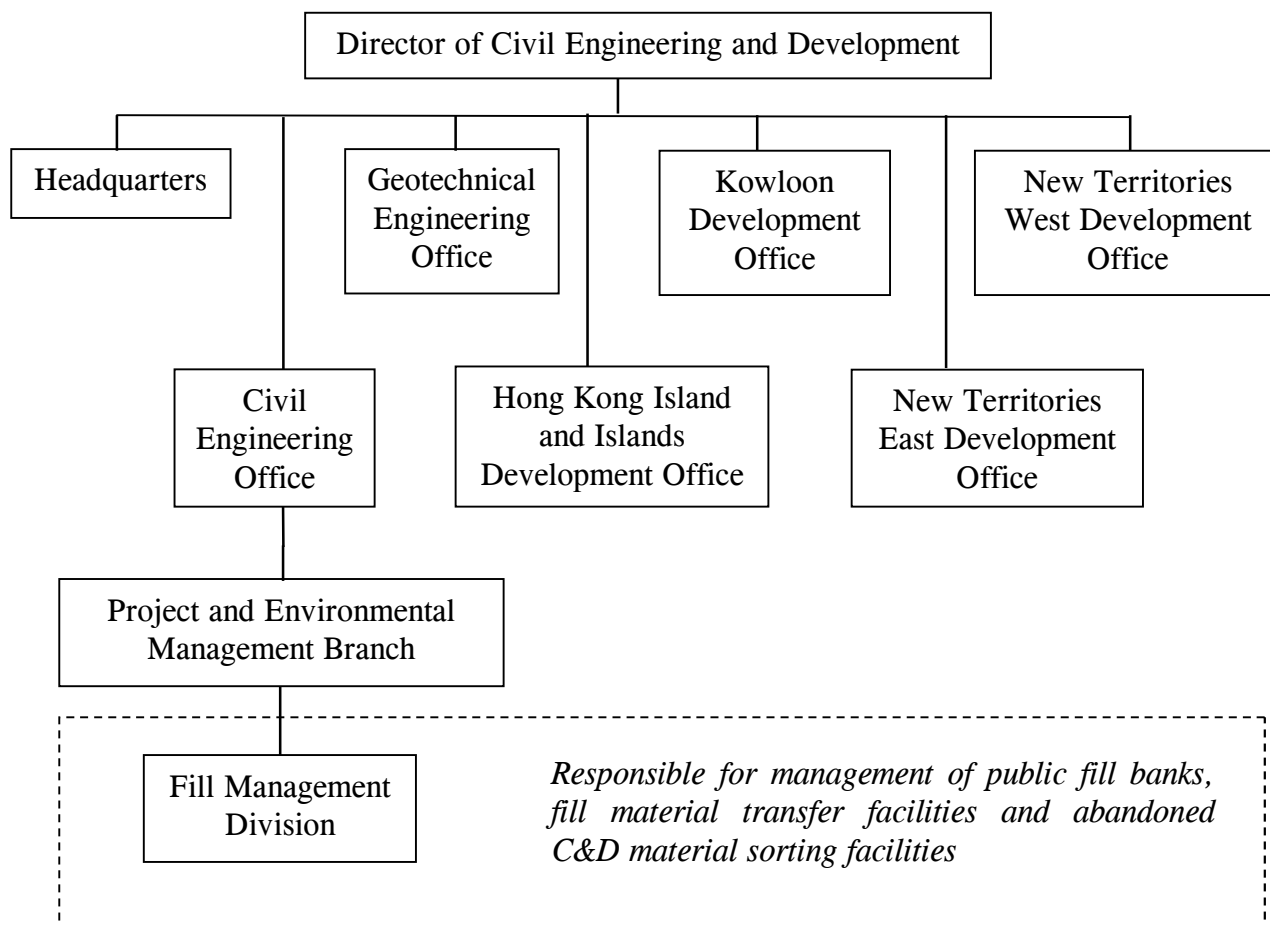 Director of Civil Engineering and Development
Headquarters
Geotechnical
Engineering
Office
Kowloon
Development
Office
New Territories
West Development
Office
Civil
Engineering
Office
Hong Kong Island
and Islands
Development Office
New Territories
East Development
Office
Project and Environmental
Management Branch
Fill Management
Division
Responsible for management of public fill banks,
fill material transfer facilities and abandoned
C&D material sorting facilities